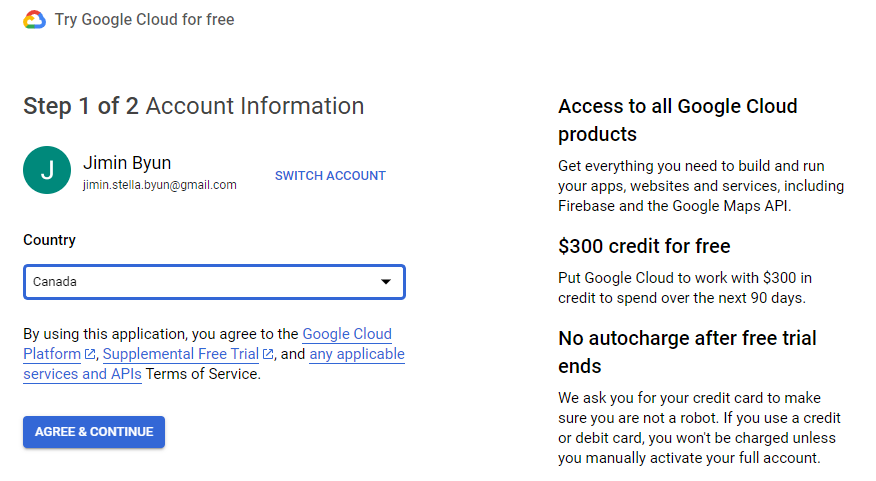 Try Google Cloud for free
Step 1 of 2 Account Information
J
Jimin Byun
jimin.stella.byun@gmail.com
SWITCH ACCOUNT
Country
Canada
By using this application, you agree to the Google Cloud
Platform, Supplemental Free Trial, and any applicable
services and APIs Terms of Service.
AGREE & CONTINUE
Access to all Google Cloud
products
Get everything you need to build and run
your apps, websites and services, including
Firebase and the Google Maps API.
$300 credit for free
Put Google Cloud to work with $300 in
credit to spend over the next 90 days.
No autocharge after free trial
ends
We ask you for your credit card to make
sure you are not a robot. If you use a credit
or debit card, you won't be charged unless
you manually activate your full account.